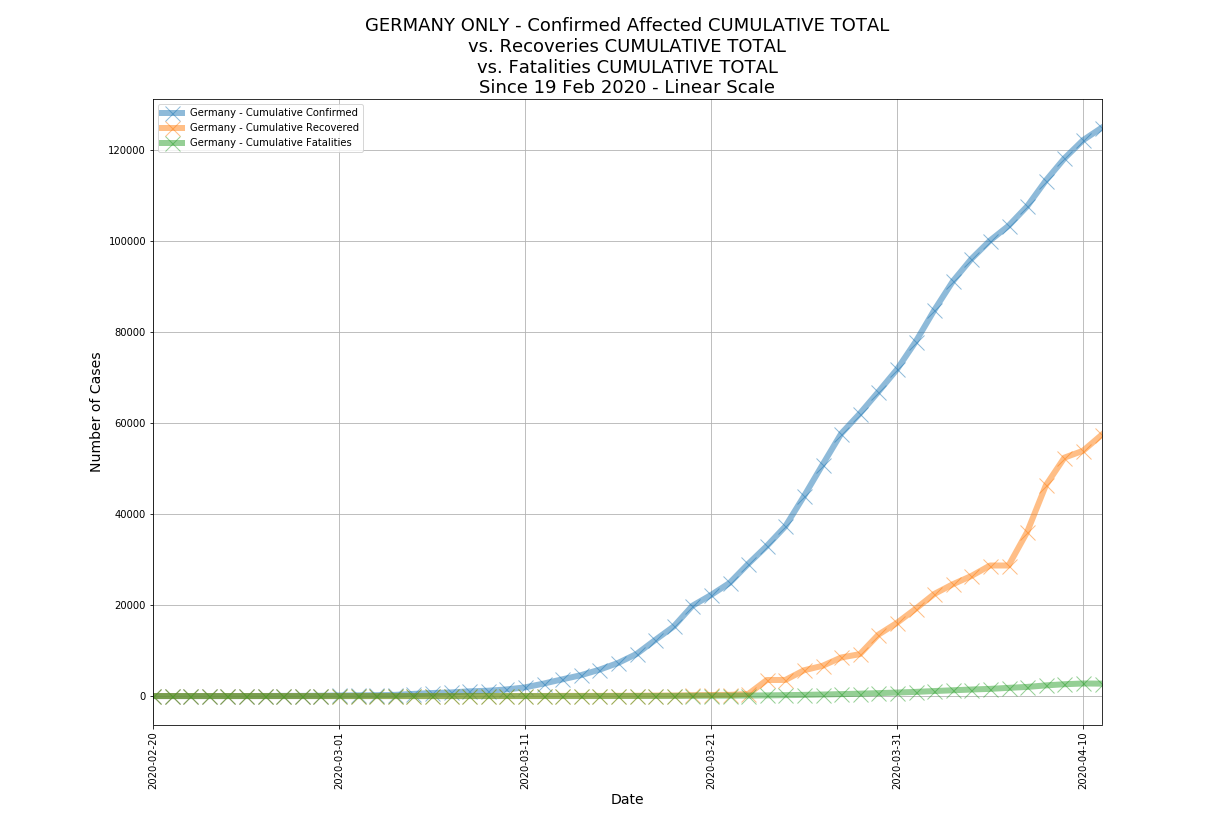 GERMANY ONLY - Confirmed Affected CUMULATIVE TOTAL
vs. Recoveries CUMULATIVE TOTAL
vs. Fatalities CUMULATIVE TOTAL
Since 19 Feb 2020 - Linear Scale
Germany - Cumulative Confirmed
Germany - Cumulative Recovered
Germany - Cumulative Fatalities
Number of Cases
120000
100000
80000
60000
40000
20000
0
2020-02-20
2020-03-01
2020-03-11
2020-03-21
2020-03-31
2020-04-10
Date